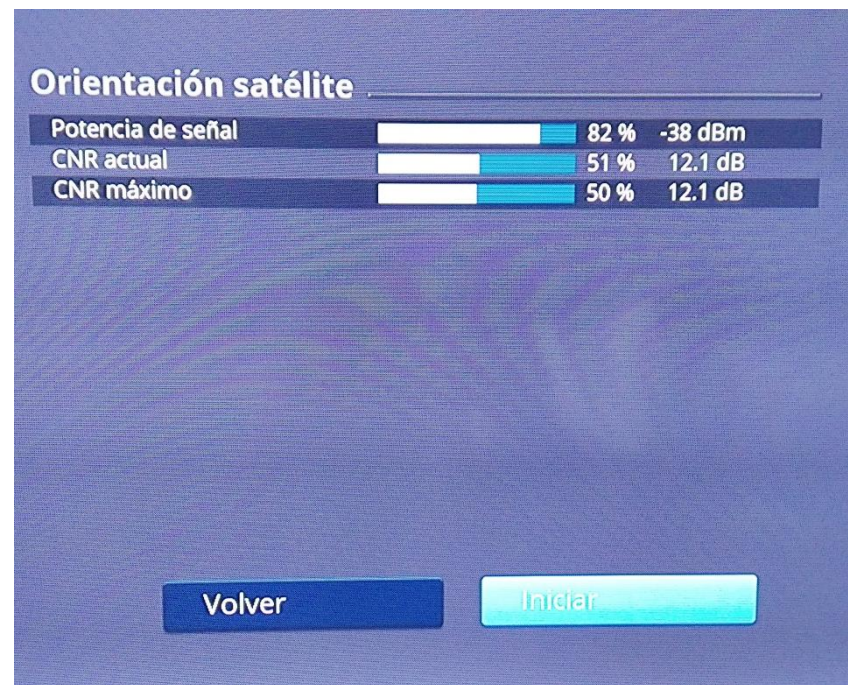 Orientación satélite
Potencia de señal 82 % -38 dBm
CNR actual 51 % 12.1 dB
CNR máximo 50 % 12.1 dB
Volver
Iniciar